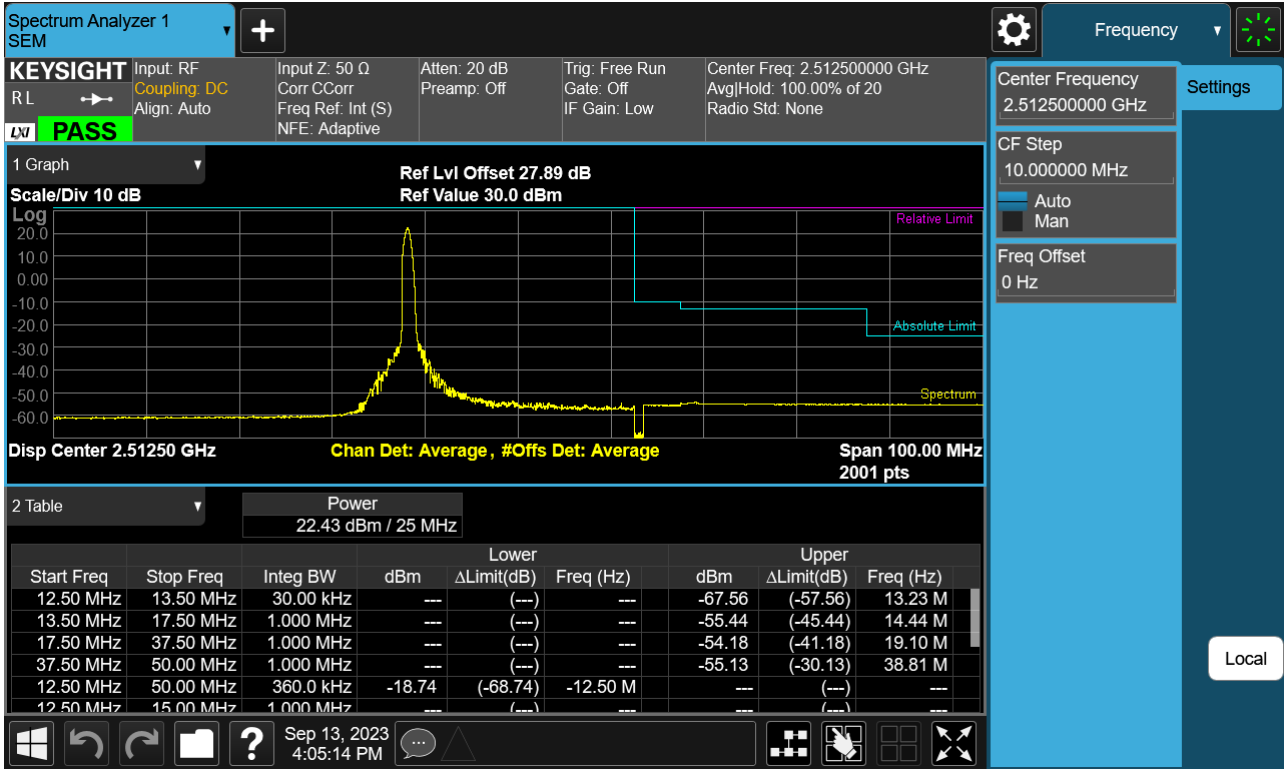 Spectrum Analyzer 1
SEM
+
Frequency
KEYSIGHT
R L
LXI PASS
Input: RF
Coupling: DC
Align: Auto
Input Z: 50 Ω
Corr CCorr
Freq Ref: Int (S)
NFE: Adaptive
Atten: 20 dB
Preamp: Off
Trig: Free Run
Gate: Off
IF Gain: Low
Center Freq: 2.512500000 GHz
Avg|Hold: 100.00% of 20
Radio Std: None
Center Frequency
2.512500000 GHz
Settings
CF Step
10.000000 MHz
Auto
Man
Freq Offset
0 Hz
1 Graph
Scale/Div 10 dB
Ref Lvl Offset 27.89 dB
Ref Value 30.0 dBm
Log
20.0
10.0
0.00
-10.0
-20.0
-30.0
-40.0
-50.0
-60.0
Relative Limit
Absolute Limit
Spectrum
Disp Center 2.51250 GHz
Chan Det: Average , #Offs Det: Average
Span 100.00 MHz
2001 pts
2 Table
Power
22.43 dBm / 25 MHz
Lower Upper
Start Freq Stop Freq Integ BW dBm ΔLimit(dB) Freq (Hz) dBm ΔLimit(dB) Freq (Hz)
12.50 MHz 13.50 MHz 30.00 kHz --- (---) --- -67.56 (-57.56) 13.23 M
13.50 MHz 17.50 MHz 1.000 MHz --- (---) --- -55.44 (-45.44) 14.44 M
17.50 MHz 37.50 MHz 1.000 MHz --- (---) --- -54.18 (-41.18) 19.10 M
37.50 MHz 50.00 MHz 1.000 MHz --- (---) --- -55.13 (-30.13) 38.81 M
12.50 MHz 50.00 MHz 360.0 kHz -18.74 (-68.74) -12.50 M --- (---) ---
12.50 MHz 15.00 MHz 1.000 MHz --- (---) --- --- (---) ---
Local
?
Sep 13, 2023
4:05:14 PM